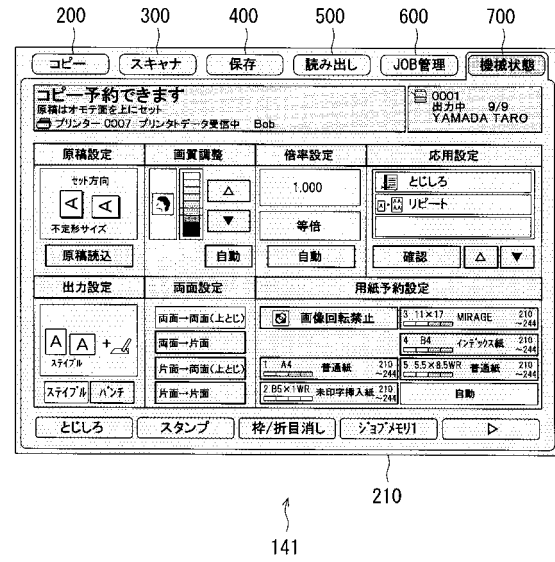 200 300 400 500 600 700
コピー スキャナ 保存 読み出し JOB管理 機械状態
コピー予約できます
原稿はオモテ面を上にセット
プリンター 0007 プリンタデータ受信中 Bob
0001
出力中 9/9
YAMADA TARO
原稿設定 画質調整 倍率設定 応用設定
セット方向
A A
不定形サイズ
原稿読込
△
▼
自動
1.000
等倍
自動
とじしろ
リピート
確認 △ ▼
出力設定 両面設定 用紙予約設定
A A +
ステイプル
ステイプル パンチ
両面→両面(上とじ)
両面→片面
片面→両面(上とじ)
片面→片面
画像回転禁止
1 A4 普通紙 210~244
2 B5×1WR 未印字挿入紙 210~244
3 11×17 MIRAGE 210~244
4 B4 インデックス紙 210~244
5 5.5×8.5WR 普通紙 210~244
自動
とじしろ スタンプ 枠/折目消し ジョブメモリ1 ▷
210
141